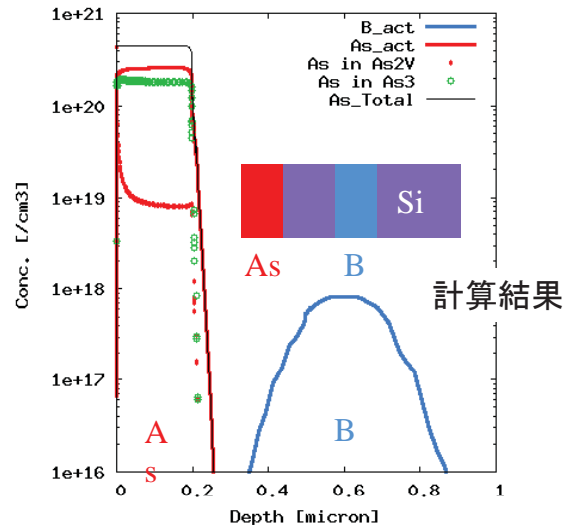 1e+21
1e+20
1e+19
1e+18
1e+17
1e+16
Conc. [/cm3]
B_act
As_act
As in As2V
As in As3
As_Total
Si
As
B
計算結果
A
s
B
0
0.2
0.4
0.6
0.8
1
Depth [micron]